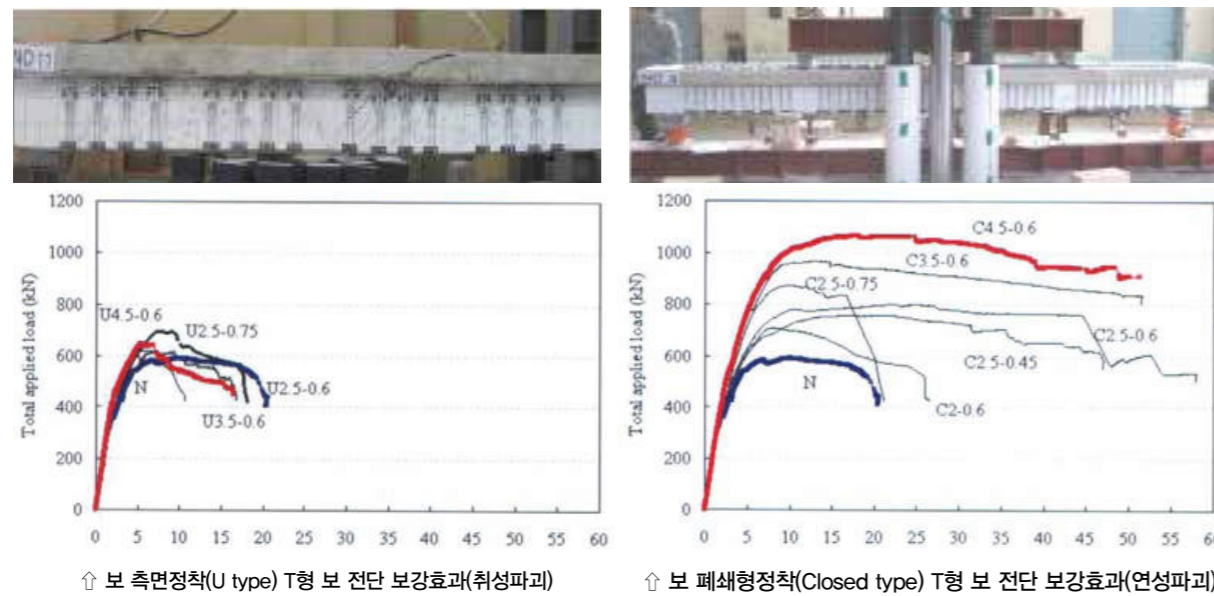 1200
1000
800
600
400
200
0
Total applied load (kN)
U4.5-0.6
U2.5-0.75
N
U2.5-0.6
U3.5-0.6
0 5 10 15 20 25 30 35 40 45 50 55 60
⇧ 보 측면정착(U type) T형 보 전단 보강효과(취성파괴)
1200
1000
800
600
400
200
0
Total applied load (kN)
C4.5-0.6
C3.5-0.6
C2.5-0.75
C2.5-0.6
C2.5-0.45
N
C2-0.6
0 5 10 15 20 25 30 35 40 45 50 55 60
⇧ 보 폐쇄형정착(Closed type) T형 보 전단 보강효과(연성파괴)